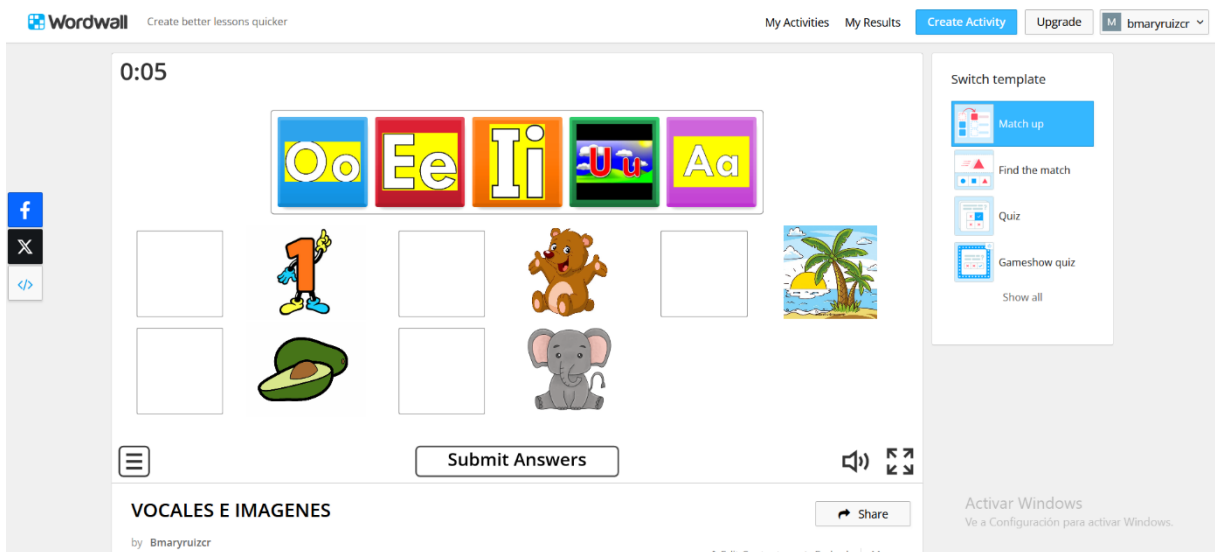 Wordwall Create better lessons quicker My Activities My Results Create Activity Upgrade M bmaryruizcr
0:05
Switch template
Oo Ee Ii Uu Aa
Match up
Find the match
Quiz
Gameshow quiz
Show all
f
X
</>
1
Submit Answers
VOCALES E IMAGENES
Share
by Bmaryruizcr
Activar Windows
Ve a Configuración para activar Windows.